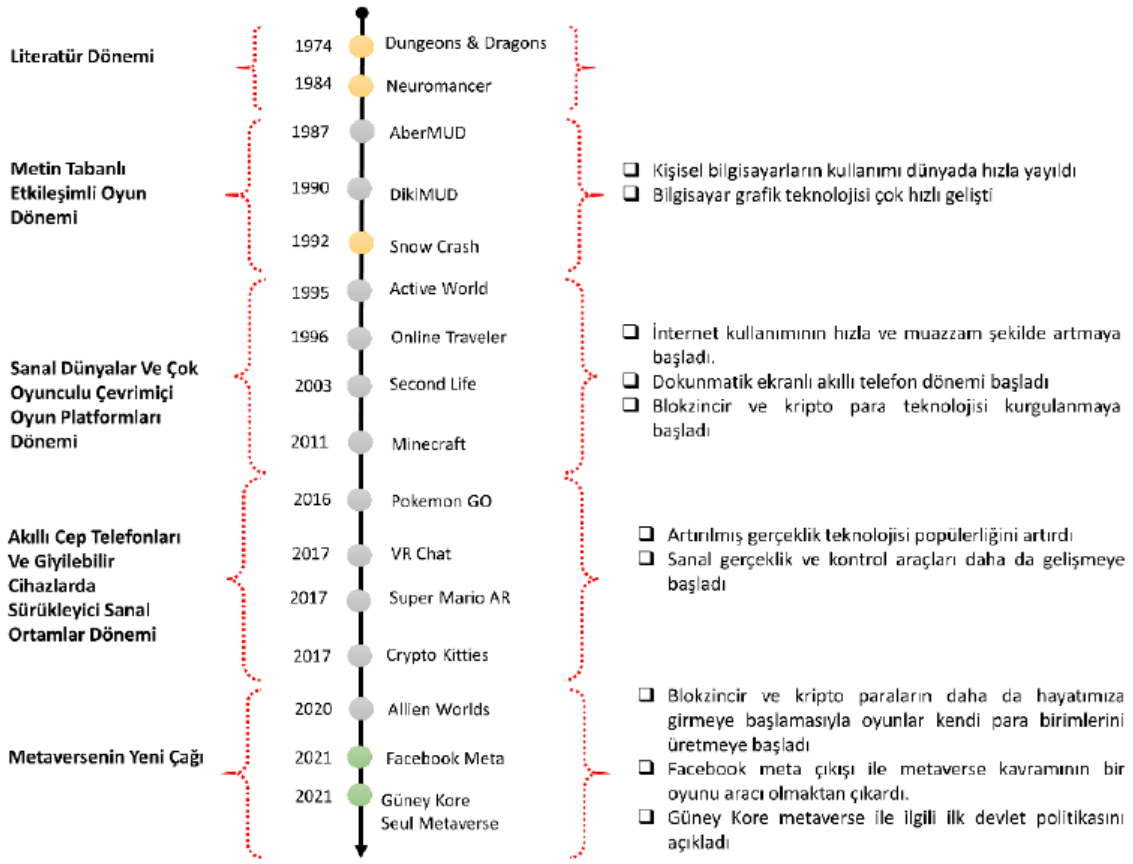 Literatür Dönemi
1974 Dungeons & Dragons
1984 Neuromancer
Metin Tabanlı
Etkileşimli Oyun
Dönemi
1987 AberMUD
1990 DikiMUD
1992 Snow Crash
❑ Kişisel bilgisayarların kullanımı dünyada hızla yayıldı
❑ Bilgisayar grafik teknolojisi çok hızlı gelişti
Sanal Dünyalar Ve Çok
Oyunculu Çevrimiçi
Oyun Platformları
Dönemi
1995 Active World
1996 Online Traveler
2003 Second Life
2011 Minecraft
❑ İnternet kullanımının hızla ve muazzam şekilde artmaya
başladı.
❑ Dokunmatik ekranlı akıllı telefon dönemi başladı
❑ Blokzincir ve kripto para teknolojisi kurgulanmaya
başladı
Akıllı Cep Telefonları
Ve Giyilebilir
Cihazlarda
Sürükleyici Sanal
Ortamlar Dönemi
2016 Pokemon GO
2017 VR Chat
2017 Super Mario AR
2017 Crypto Kitties
❑ Artırılmış gerçeklik teknolojisi popülerliğini artırdı
❑ Sanal gerçeklik ve kontrol araçları daha da gelişmeye
başladı
Metaversenin Yeni Çağı
2020 Allien Worlds
2021 Facebook Meta
2021 Güney Kore
Seul Metaverse
❑ Blokzincir ve kripto paraların daha da hayatımıza
girmeye başlamasıyla oyunlar kendi para birimlerini
üretmeye başladı
❑ Facebook meta çıkışı ile metaverse kavramının bir
oyunu aracı olmaktan çıkardı.
❑ Güney Kore metaverse ile ilgili ilk devlet politikasını
açıkladı